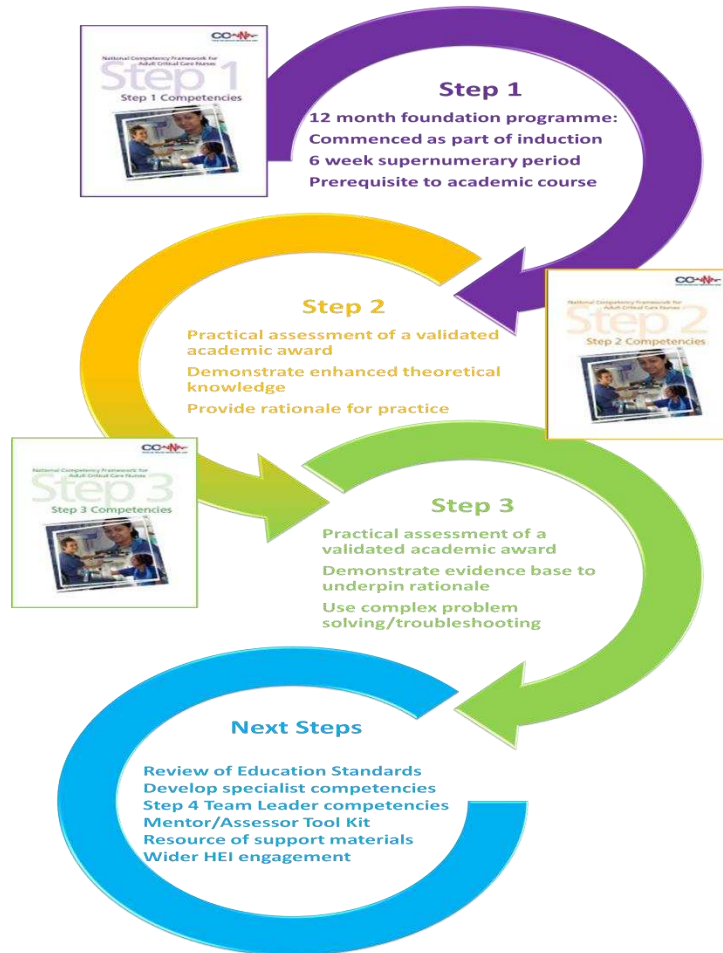 CC
National Competency Framework for
Adult Critical Care Nurses
Step 1
Step 1 Competencies
Step 1
12 month foundation programme:
Commenced as part of induction
6 week supernumerary period
Prerequisite to academic course
Step 2
Practical assessment of a validated
academic award
Demonstrate enhanced theoretical
knowledge
Provide rationale for practice
CC
National Competency Framework for
Adult Critical Care Nurses
Step 2
Step 2 Competencies
CC
National Competency Framework for
Adult Critical Care Nurses
Step 3
Step 3 Competencies
Step 3
Practical assessment of a
validated academic award
Demonstrate evidence base to
underpin rationale
Use complex problem
solving/troubleshooting
Next Steps
Review of Education Standards
Develop specialist competencies
Step 4 Team Leader competencies
Mentor/Assessor Tool Kit
Resource of support materials
Wider HEI engagement